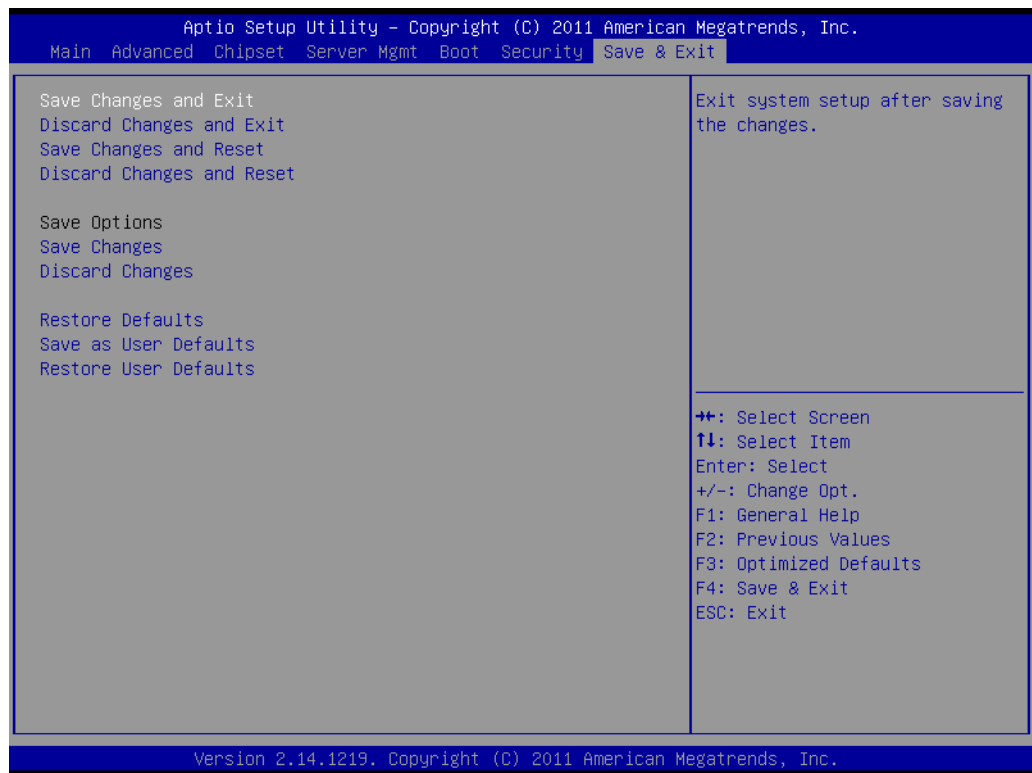 Aptio Setup Utility – Copyright (C) 2011 American Megatrends, Inc.
Main Advanced Chipset Server Mgmt Boot Security Save & Exit
Save Changes and Exit
Discard Changes and Exit
Save Changes and Reset
Discard Changes and Reset
Save Options
Save Changes
Discard Changes
Restore Defaults
Save as User Defaults
Restore User Defaults
Exit system setup after saving
the changes.
→←: Select Screen
↑↓: Select Item
Enter: Select
+/-: Change Opt.
F1: General Help
F2: Previous Values
F3: Optimized Defaults
F4: Save & Exit
ESC: Exit
Version 2.14.1219. Copyright (C) 2011 American Megatrends, Inc.